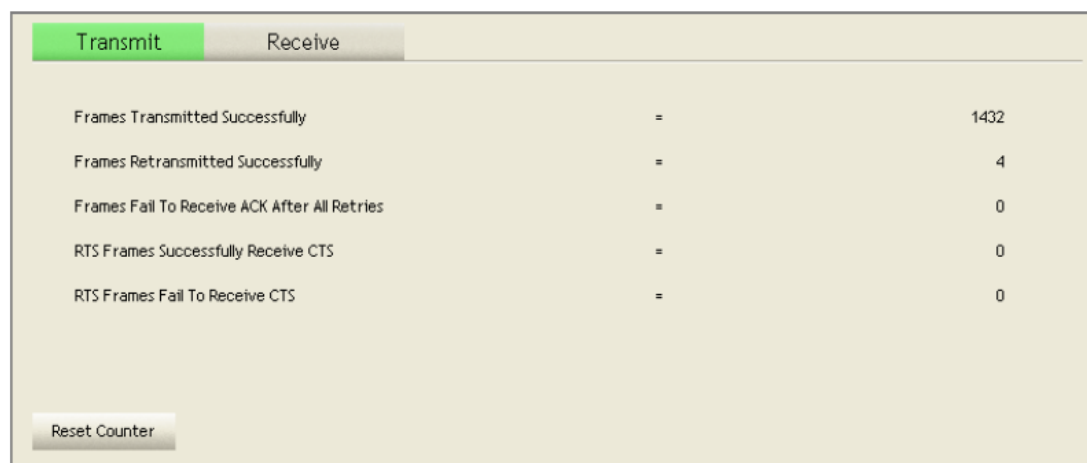 Transmit Receive
Frames Transmitted Successfully = 1432
Frames Retransmitted Successfully = 4
Frames Fail To Receive ACK After All Retries = 0
RTS Frames Successfully Receive CTS = 0
RTS Frames Fail To Receive CTS = 0
Reset Counter